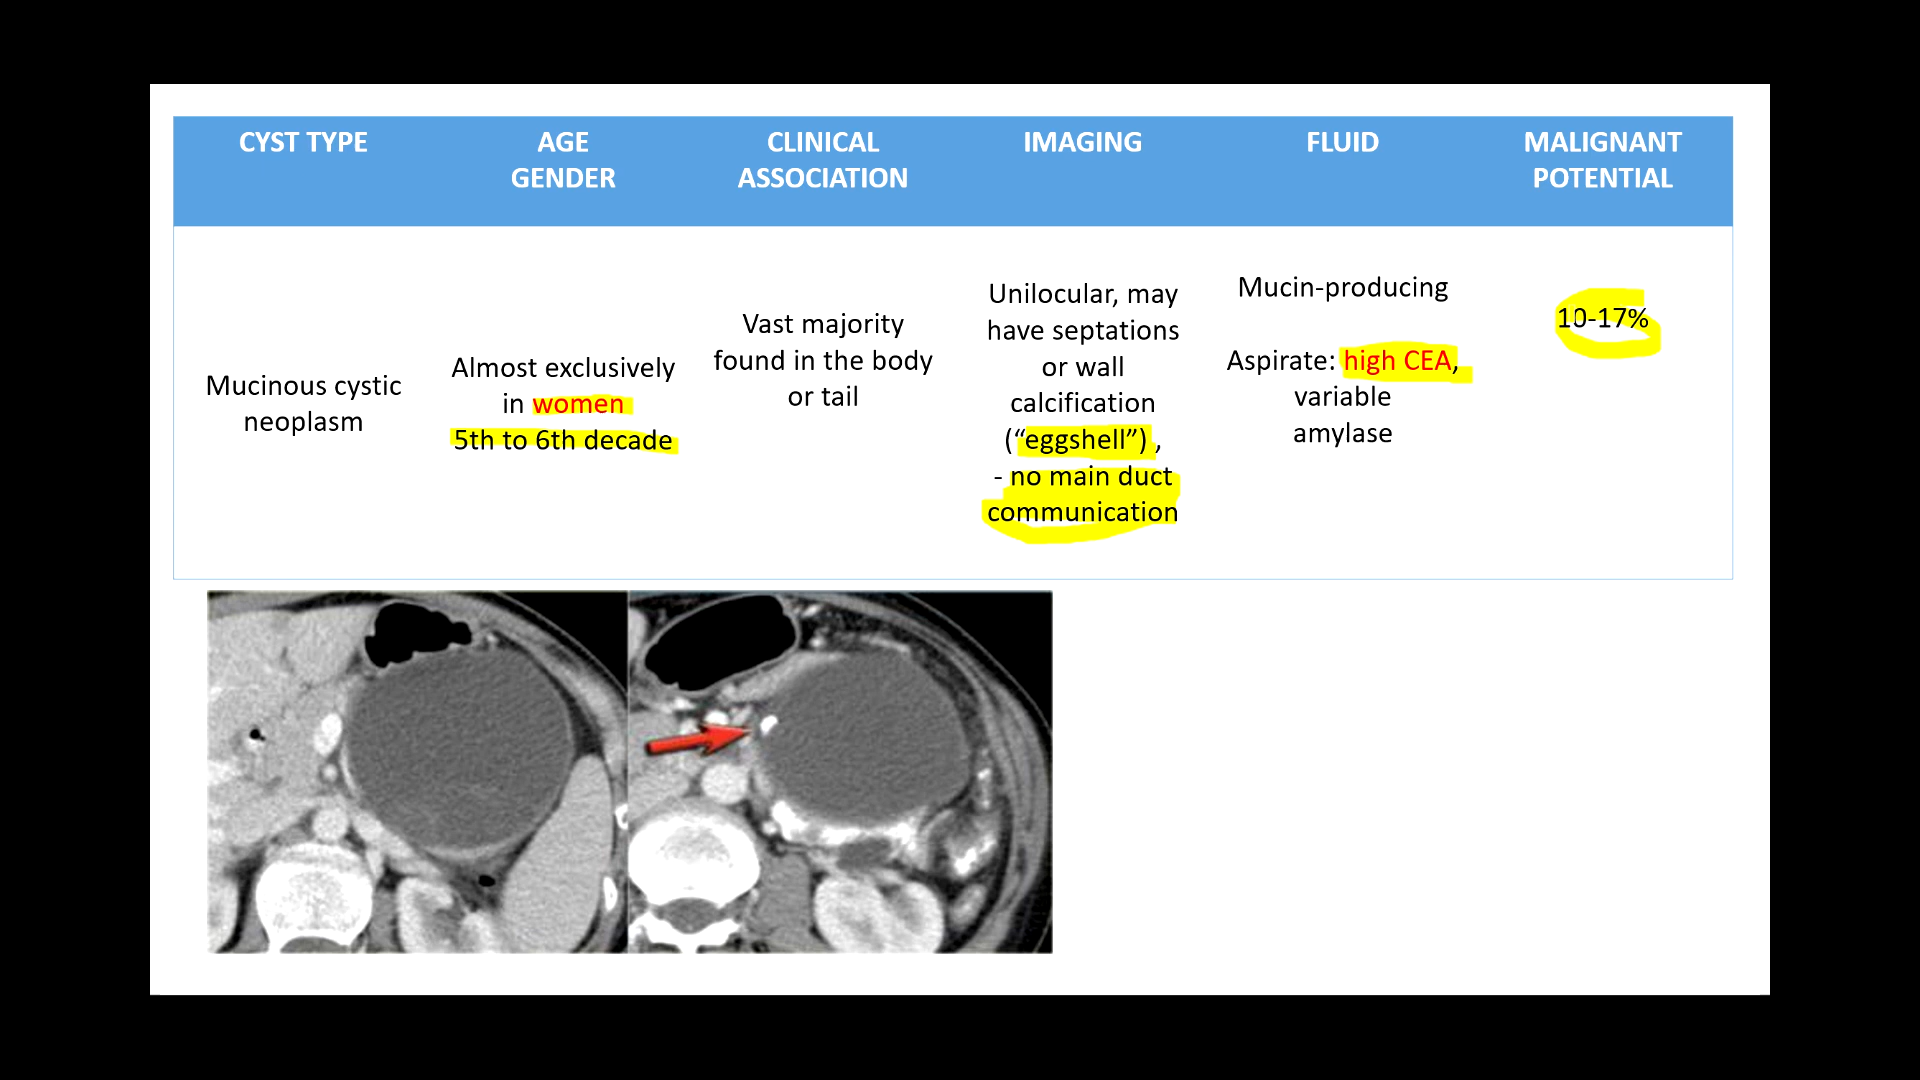 CYST TYPE
AGE
GENDER
CLINICAL
ASSOCIATION
IMAGING
FLUID
MALIGNANT
POTENTIAL
Mucinous cystic
neoplasm
Almost exclusively
in women
5th to 6th decade
Vast majority
found in the body
or tail
Unilocular, may
have septations
or wall
calcification
(“eggshell”) ,
- no main duct
communication
Mucin-producing
Aspirate: high CEA,
variable
amylase
10-17%